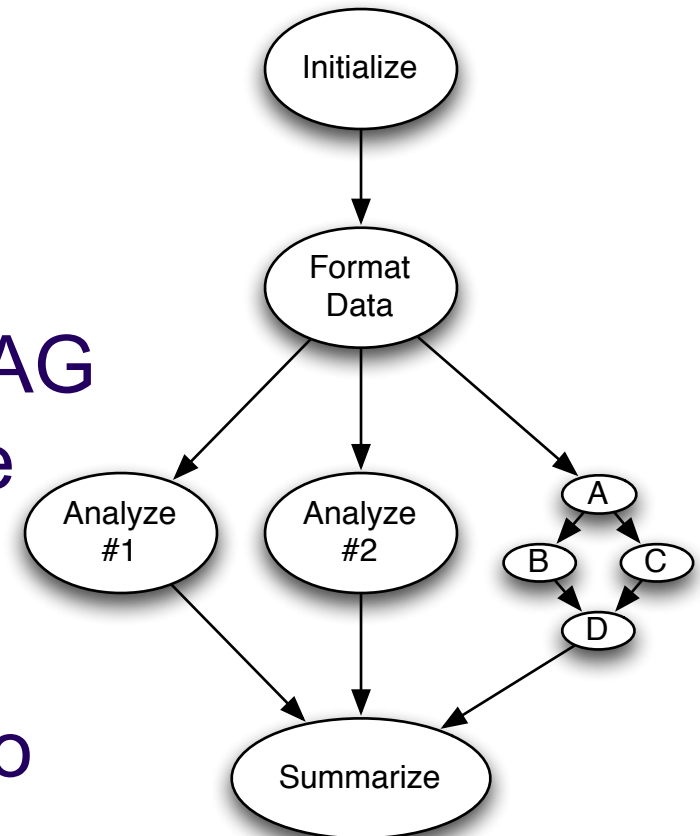 Initialize
Format
Data
AG
e
Analyze
#1
Analyze
#2
A
B
C
D
o
Summarize